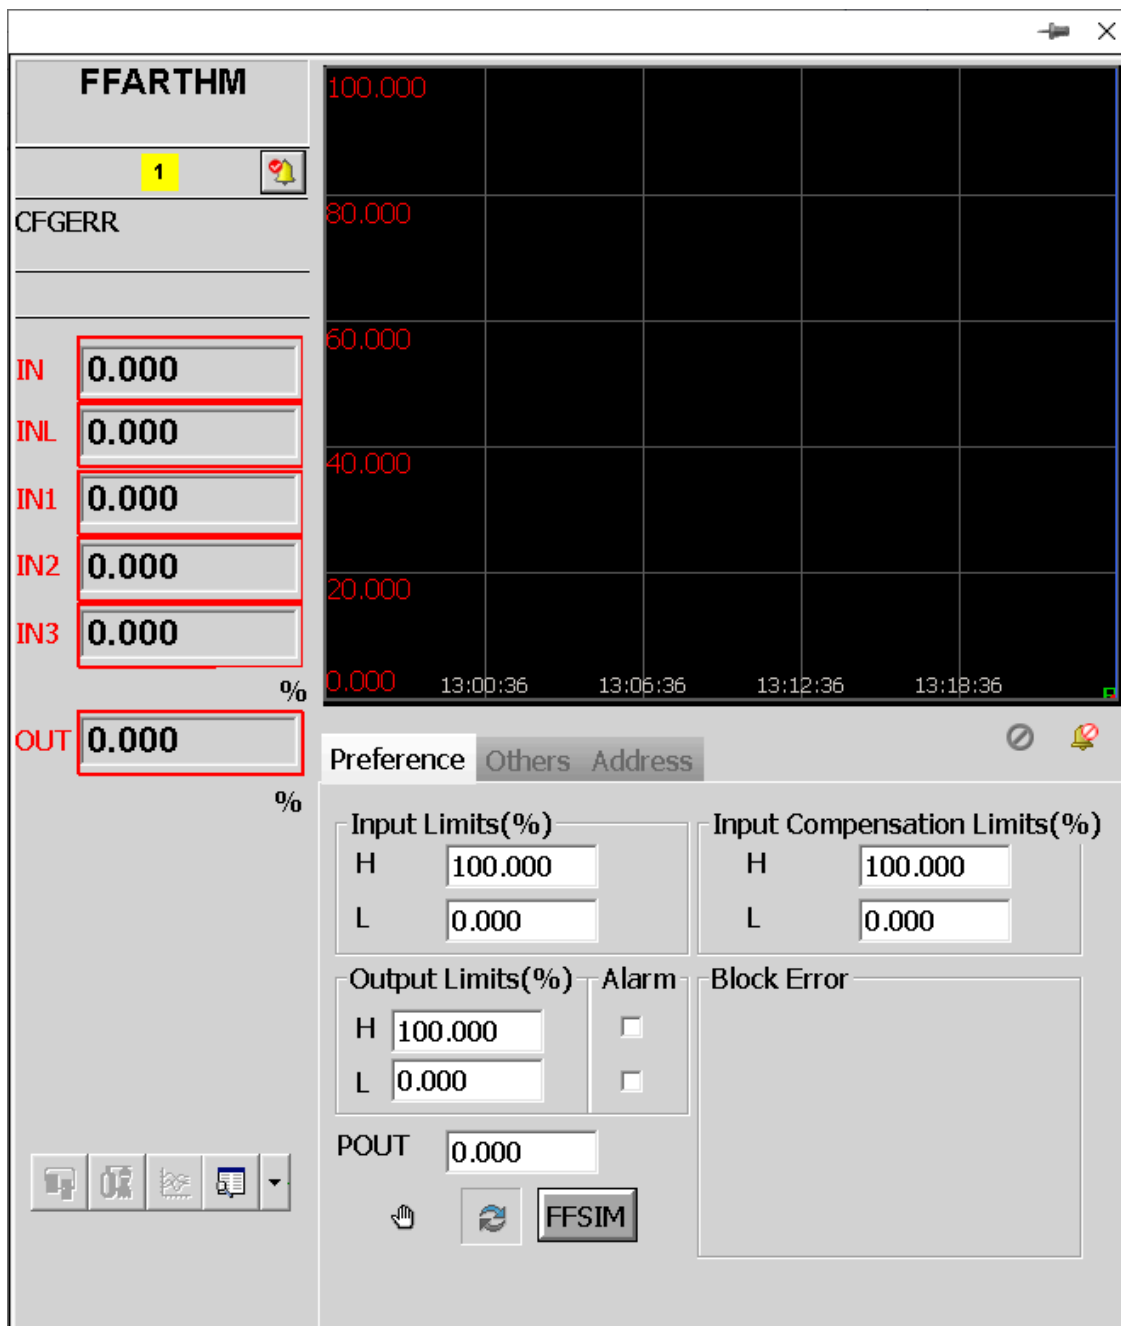 FFARTHM
1
CFGERR
IN 0.000
INL 0.000
IN1 0.000
IN2 0.000
IN3 0.000
%
OUT 0.000
%
100.000
80.000
60.000
40.000
20.000
0.000
13:00:36 13:06:36 13:12:36 13:18:36
Preference Others Address
Input Limits(%)
H 100.000
L 0.000
Input Compensation Limits(%)
H 100.000
L 0.000
Output Limits(%) Alarm
H 100.000
L 0.000
Block Error
POUT 0.000
FFSIM